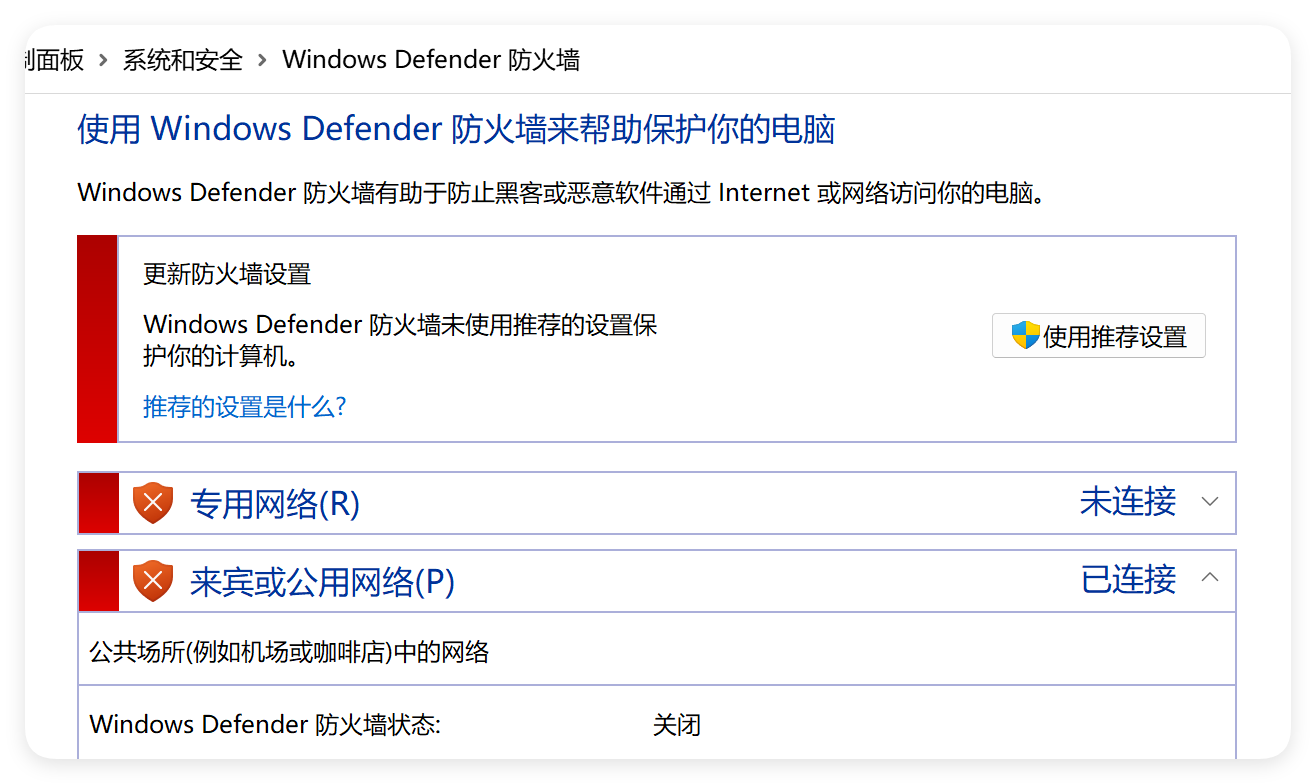 制面板 > 系统和安全 > Windows Defender 防火墙
使用 Windows Defender 防火墙来帮助保护你的电脑
Windows Defender 防火墙有助于防止黑客或恶意软件通过 Internet 或网络访问你的电脑。
更新防火墙设置
Windows Defender 防火墙未使用推荐的设置保
护你的计算机。
使用推荐设置
推荐的设置是什么?
专用网络(R) 未连接
来宾或公用网络(P) 已连接
公共场所(例如机场或咖啡店)中的网络
Windows Defender 防火墙状态: 关闭